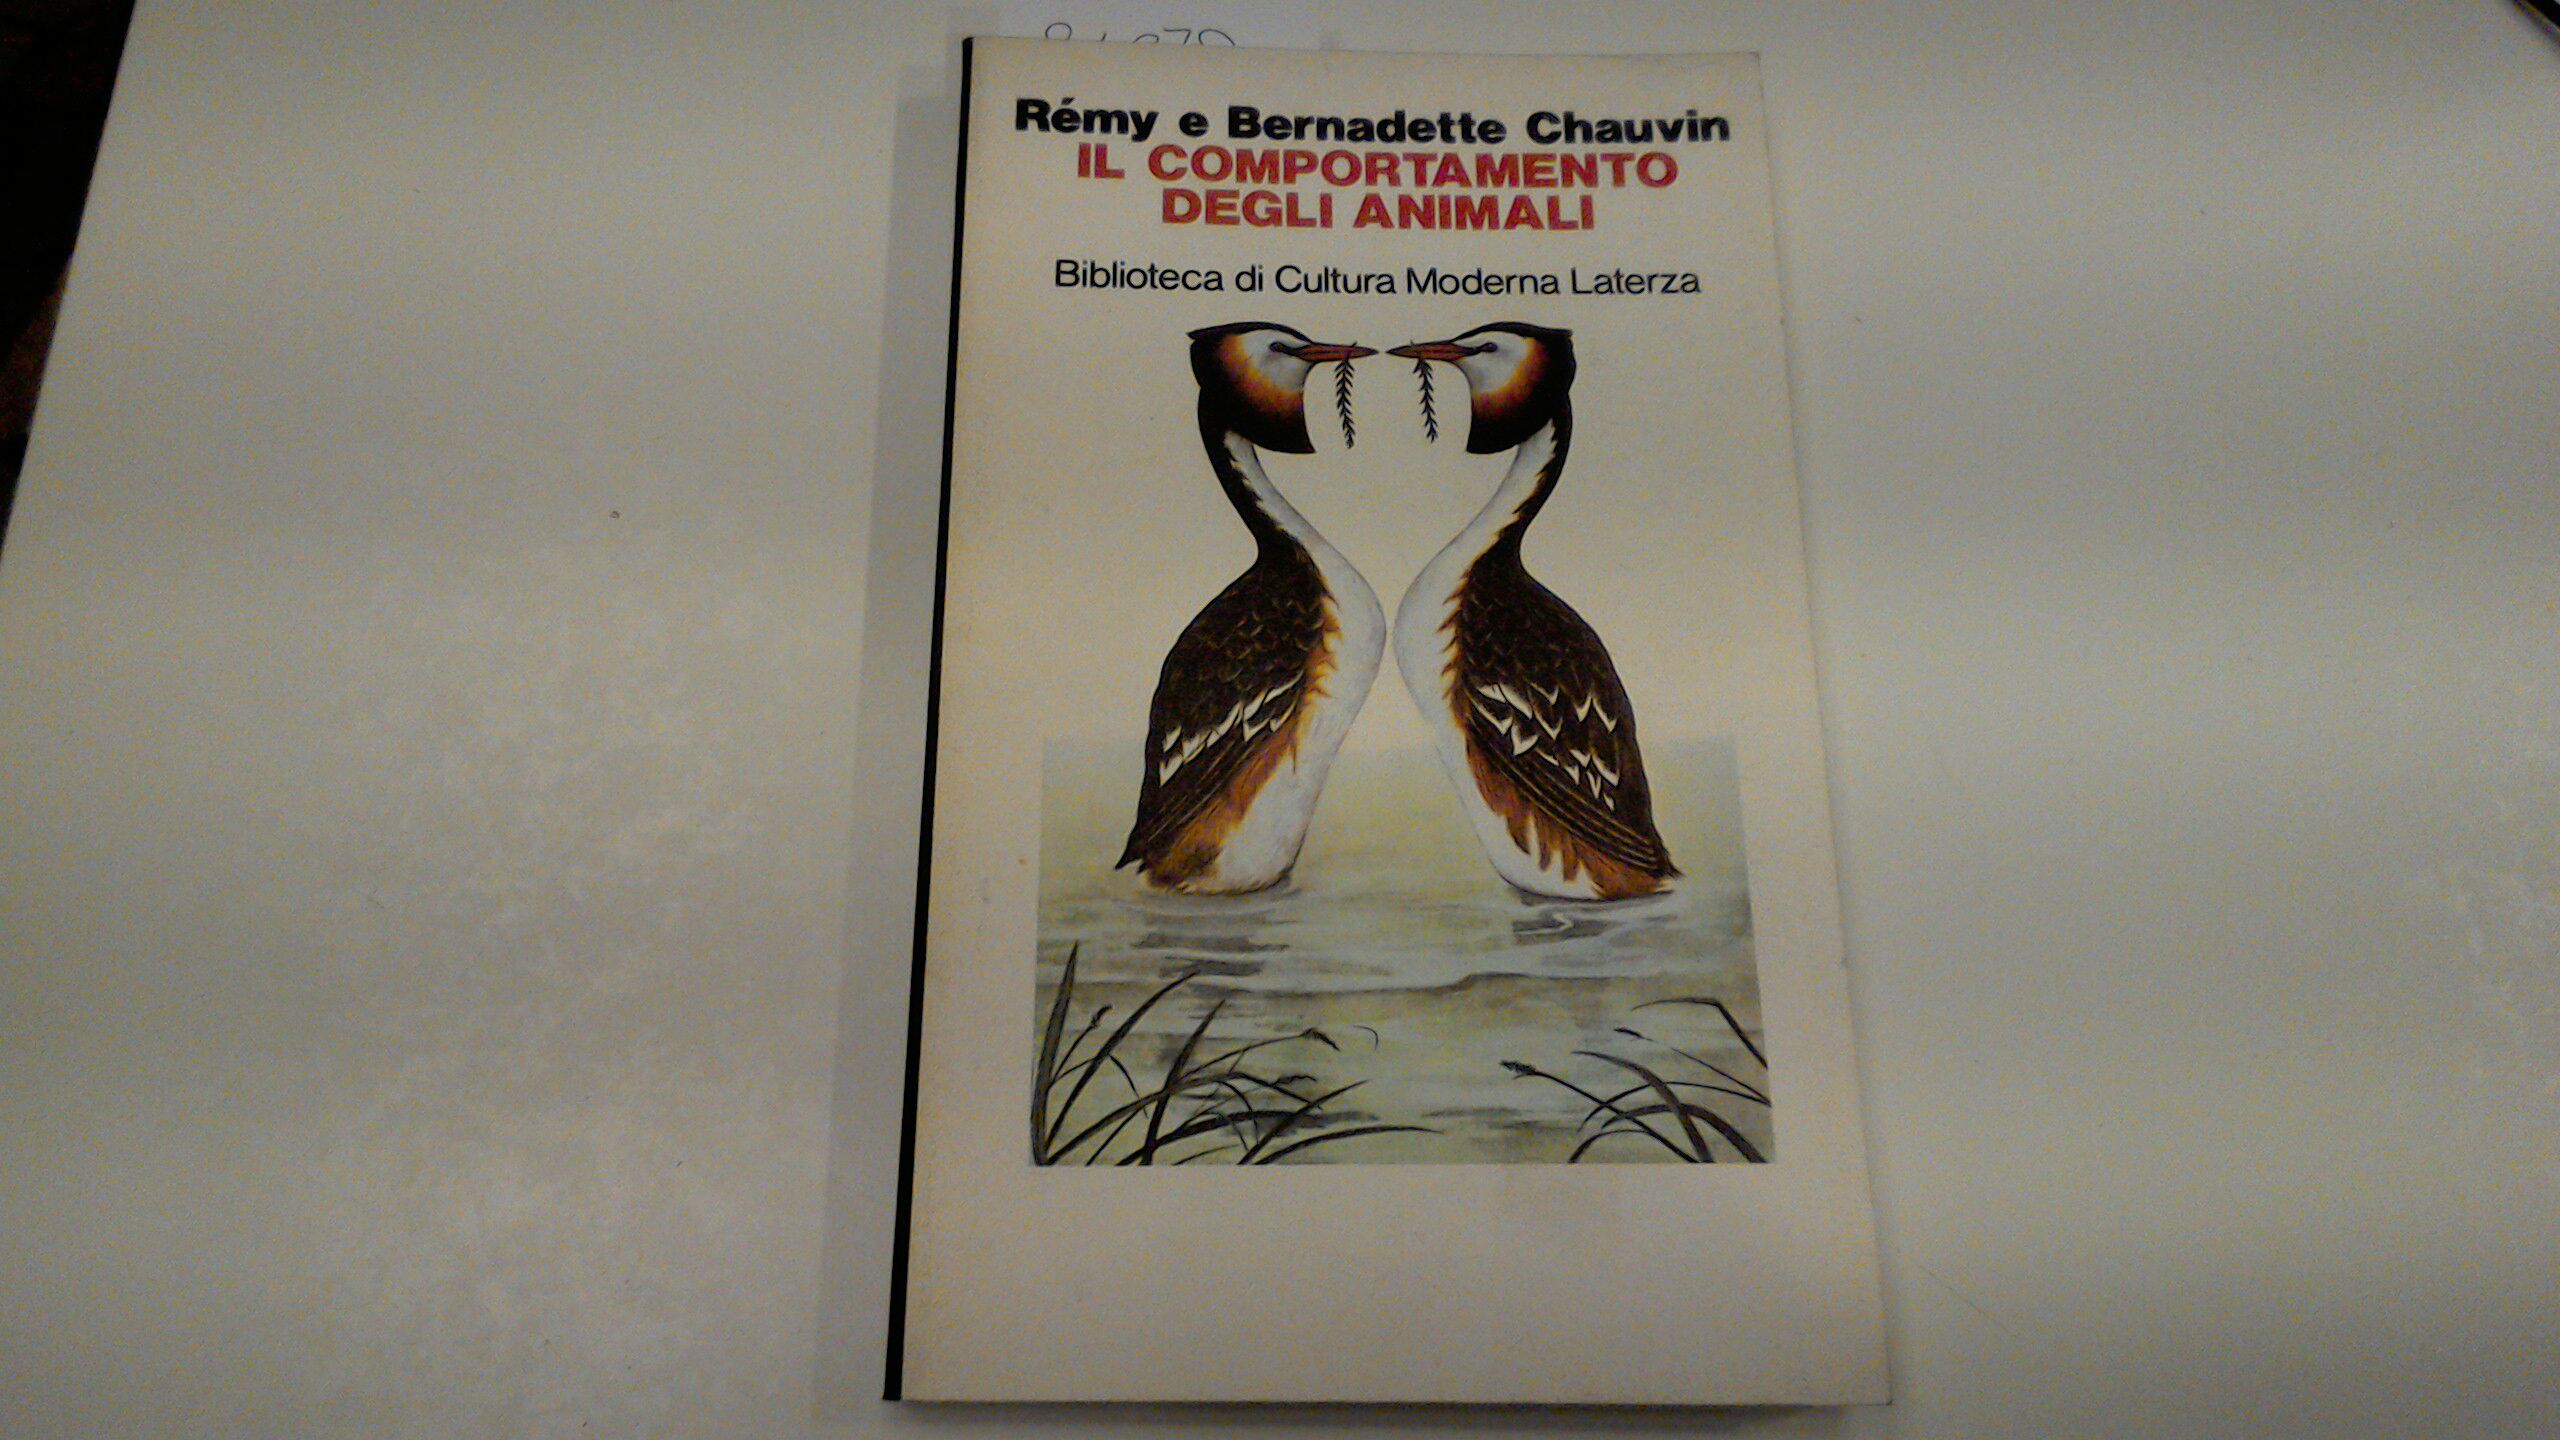 Rémy e Bernadette Chauvin
IL COMPORTAMENTO
DEGLI ANIMALI
Biblioteca di Cultura Moderna Laterza